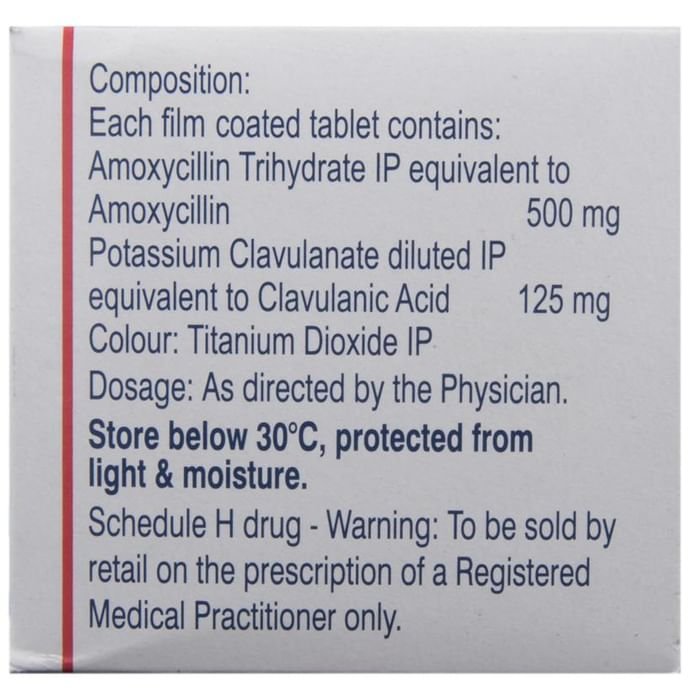 Composition:
Each film coated tablet contains:
Amoxycillin Trihydrate IP equivalent to
Amoxycillin 500 mg
Potassium Clavulanate diluted IP
equivalent to Clavulanic Acid 125 mg
Colour: Titanium Dioxide IP
Dosage: As directed by the Physician.
Store below 30°C, protected from
light & moisture.
Schedule H drug - Warning: To be sold by
retail on the prescription of a Registered
Medical Practitioner only.